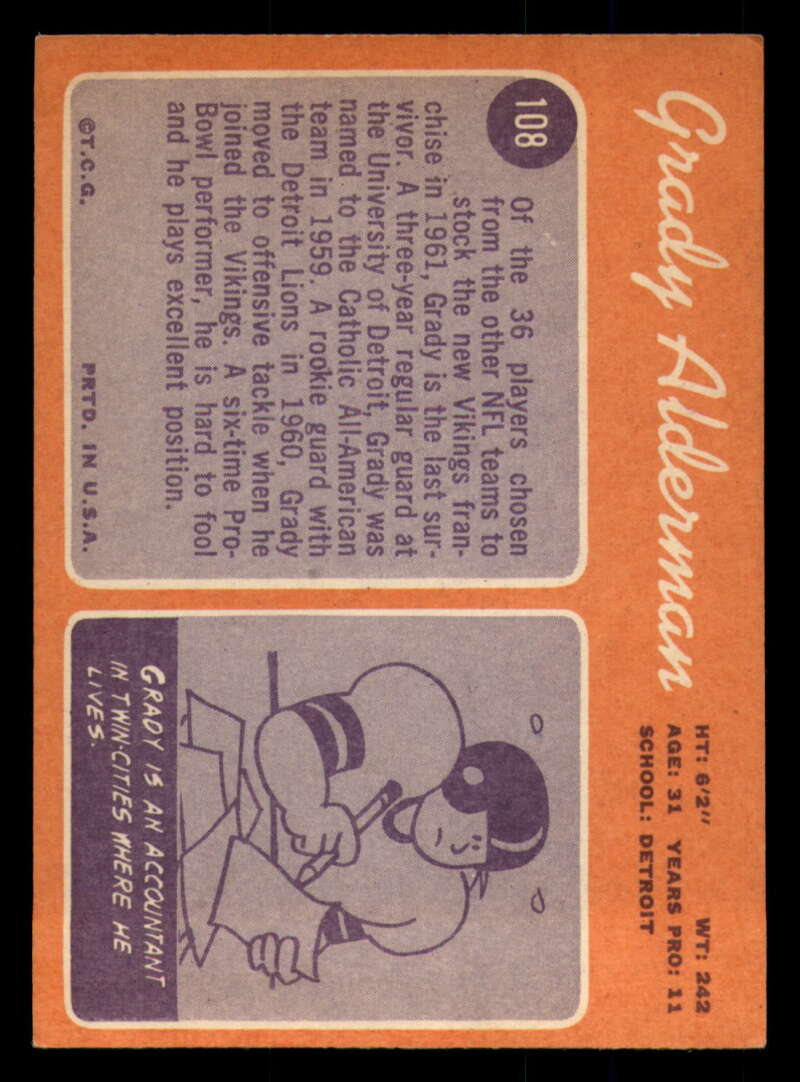 Grady Alderman
HT: 6'2" WT: 242
AGE: 31 YEARS PRO: 11
SCHOOL: DETROIT
108
Of the 36 players chosen
from the other NFL teams to
stock the new Vikings fran-
chise in 1961, Grady is the last sur-
vivor. A three-year regular guard at
the University of Detroit, Grady was
named to the Catholic All-American
team in 1959. A rookie guard with
the Detroit Lions in 1960, Grady
moved to offensive tackle when he
joined the Vikings. A six-time Pro-
Bowl performer, he is hard to fool
and he plays excellent position.
©T.C.G. PRTD. IN U.S.A.
GRADY IS AN ACCOUNTANT
IN TWIN-CITIES WHERE HE
LIVES.